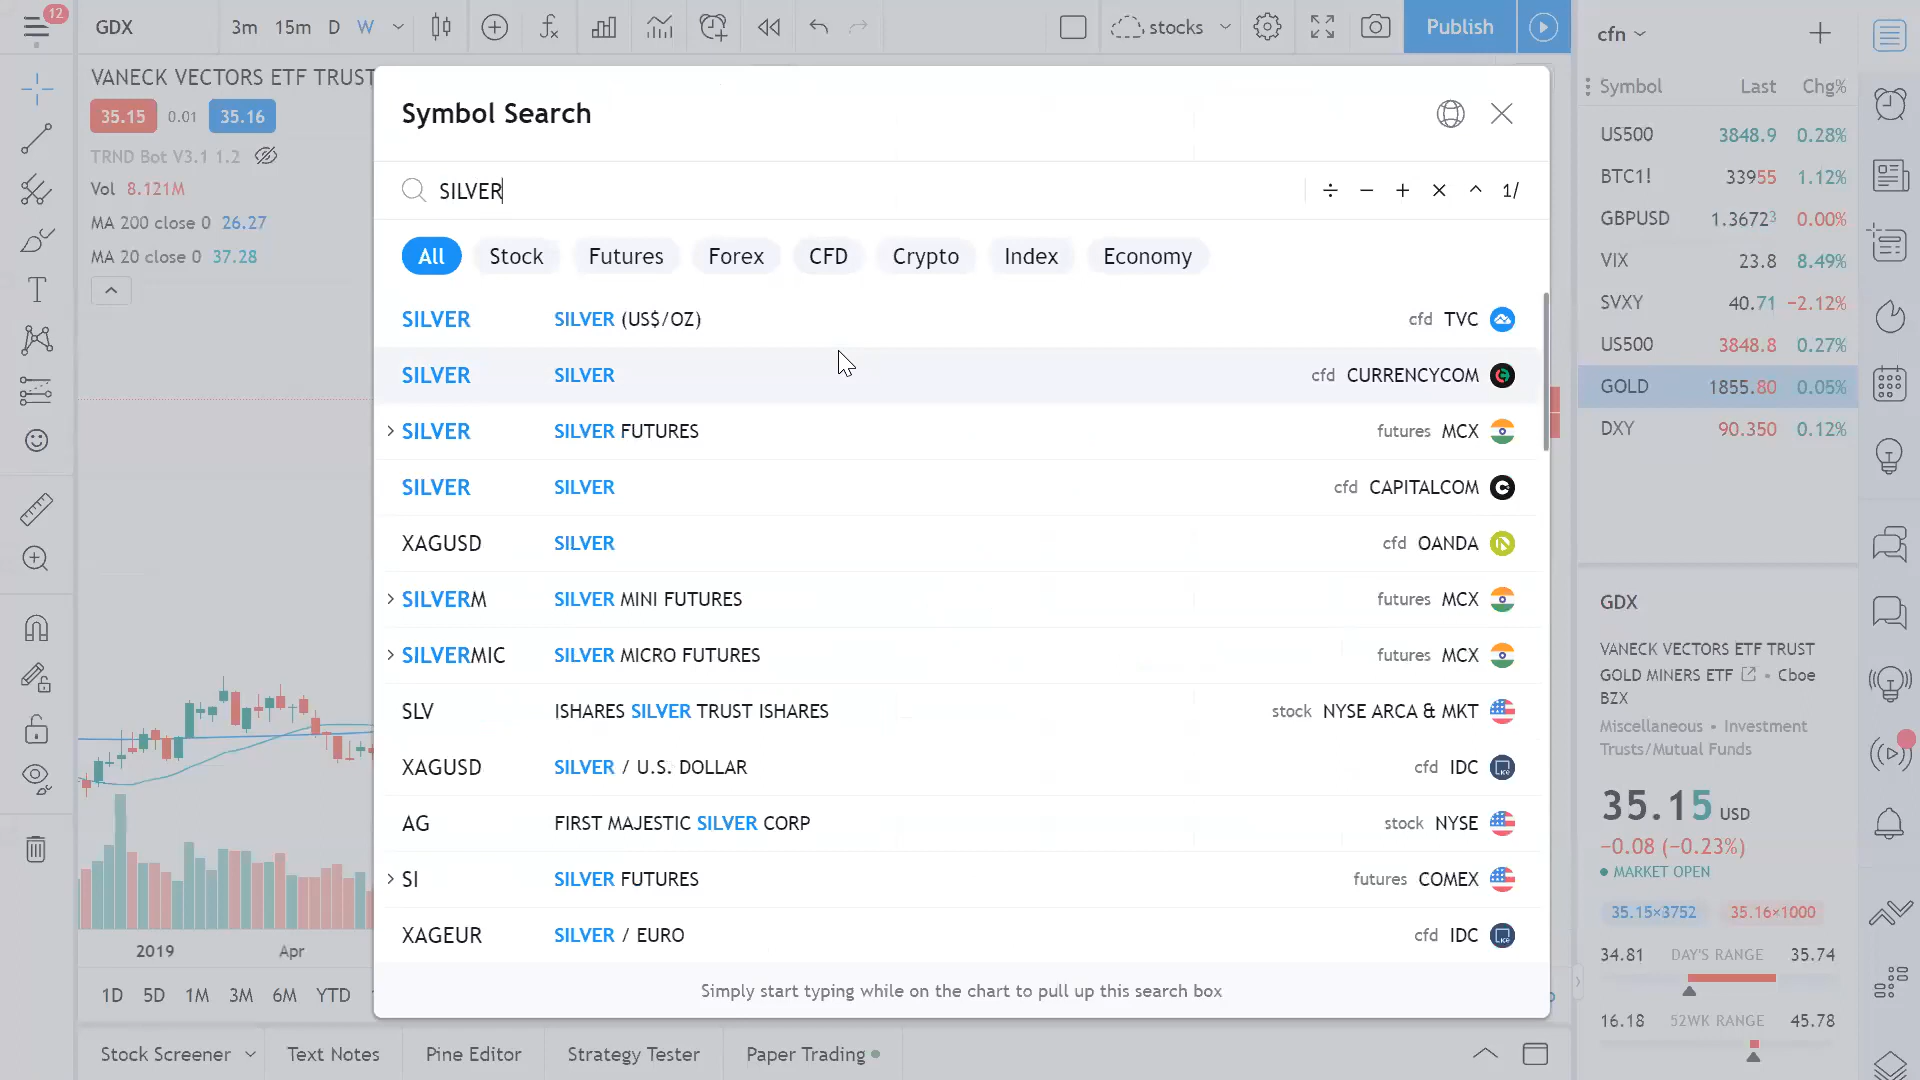 12
GDX
3m 15m D W
stocks
Publish
cfn
VANECK VECTORS ETF TRUST
35.15 0.01 35.16
TRND Bot V3.1 1.2
Vol 8.121M
MA 200 close 0 26.27
MA 20 close 0 37.28
Symbol Search
SILVER
÷ − + × ^ 1/
All Stock Futures Forex CFD Crypto Index Economy
SILVER SILVER (US$/OZ) cfd TVC
SILVER SILVER cfd CURRENCYCOM
SILVER SILVER FUTURES futures MCX
SILVER SILVER cfd CAPITALCOM
XAGUSD SILVER cfd OANDA
SILVERM SILVER MINI FUTURES futures MCX
SILVERMIC SILVER MICRO FUTURES futures MCX
SLV ISHARES SILVER TRUST ISHARES stock NYSE ARCA & MKT
XAGUSD SILVER / U.S. DOLLAR cfd IDC
AG FIRST MAJESTIC SILVER CORP stock NYSE
SI SILVER FUTURES futures COMEX
XAGEUR SILVER / EURO cfd IDC
Simply start typing while on the chart to pull up this search box
Symbol Last Chg%
US500 3848.9 0.28%
BTC1! 33955 1.12%
GBPUSD 1.36723 0.00%
VIX 23.8 8.49%
SVXY 40.71 −2.12%
US500 3848.8 0.27%
GOLD 1855.80 0.05%
DXY 90.350 0.12%
GDX
VANECK VECTORS ETF TRUST
GOLD MINERS ETF • Cboe
BZX
Miscellaneous • Investment
Trusts/Mutual Funds
35.15 USD
−0.08 (−0.23%)
MARKET OPEN
35.15×3752 35.16×1000
34.81 DAY'S RANGE 35.74
16.18 52WK RANGE 45.78
2019 Apr
1D 5D 1M 3M 6M YTD
Stock Screener Text Notes Pine Editor Strategy Tester Paper Trading